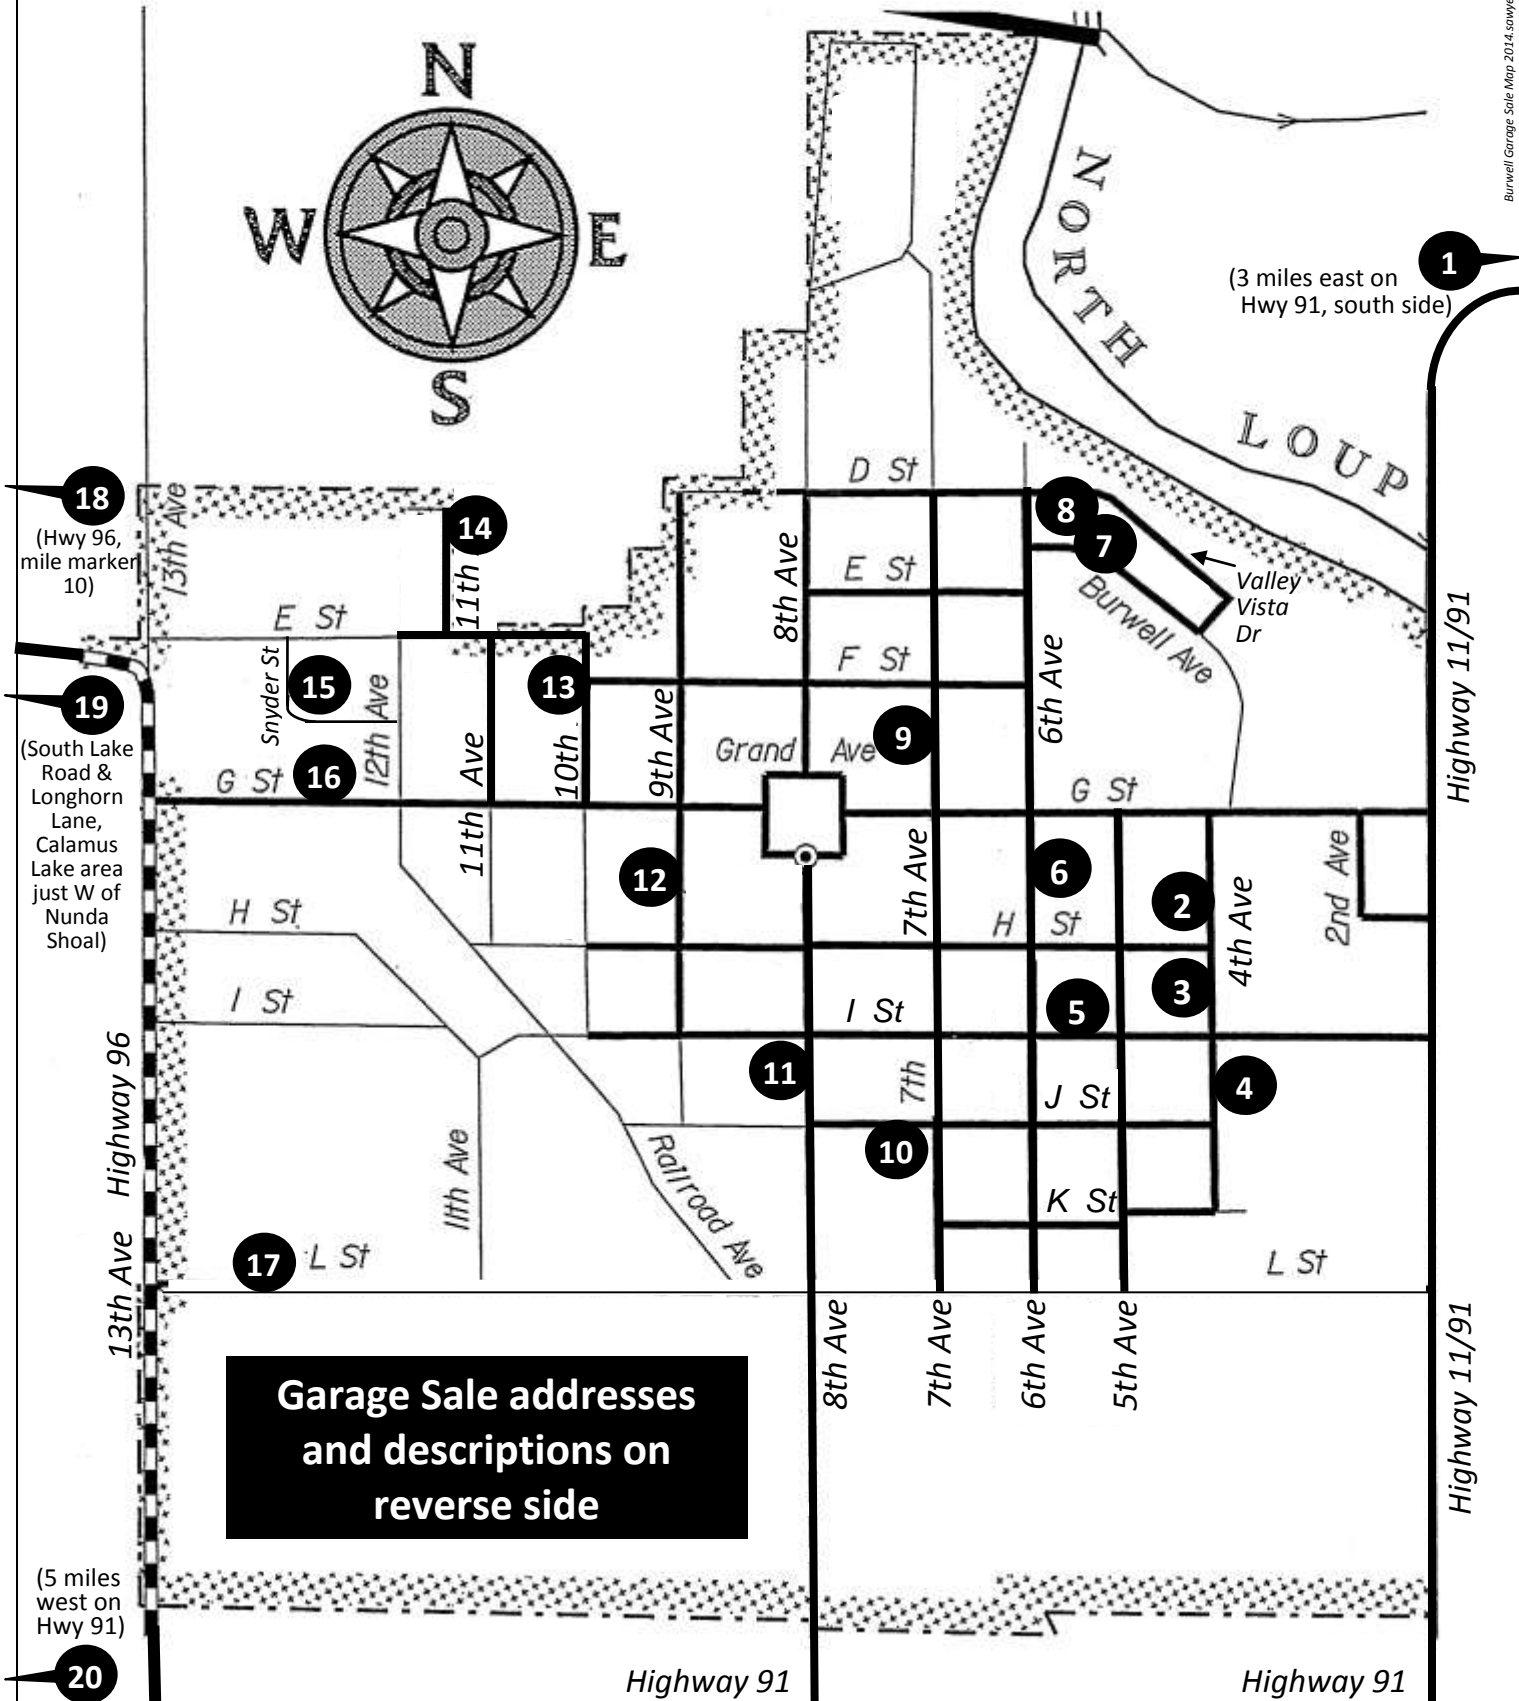 Burwell Garage Sale Map 2014.sawye
N
W
E
S
NORTH
LOUP
1
(3 miles east on
Hwy 91, south side)
18
(Hwy 96,
mile marker
10)
13th Ave
14
11th
D St
8
7
Valley
Vista
Dr
Burwell Ave
8th Ave
E St
E St
Snyder St
15
12th Ave
13
F St
6th Ave
Highway 11/91
19
(South Lake
Road &
Longhorn
Lane,
Calamus
Lake area
just W of
Nunda
Shoal)
G St
16
11th Ave
10th
9th Ave
Grand Ave
9
G St
12
7th Ave
6
2
4th Ave
2nd Ave
H St
H St
I St
I St
5
3
Highway 96
11
7th
J St
4
10
11th Ave
Railroad Ave
K St
13th Ave
17
L St
L St
8th Ave
7th Ave
6th Ave
5th Ave
Highway 11/91
Garage Sale addresses
and descriptions on
reverse side
(5 miles
west on
Hwy 91)
20
Highway 91
Highway 91